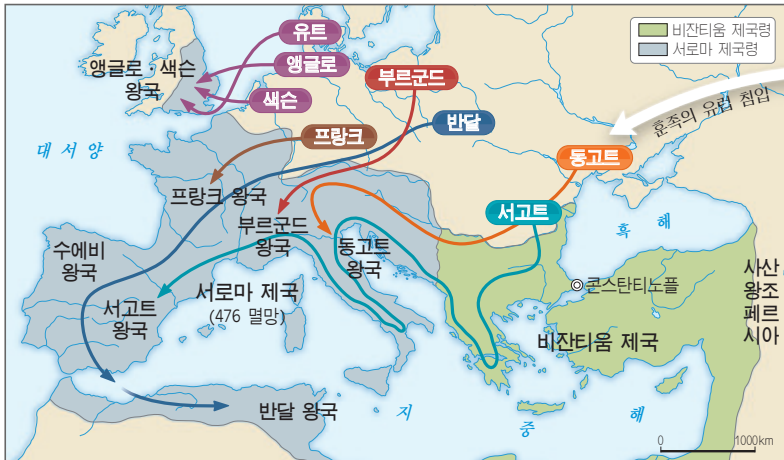 유트
앵글로
색슨
앵글로·색슨
왕국
부르군드
반달
프랑크
동고트
서고트
비잔티움 제국령
서로마 제국령
훈족의 유럽 침입
대서양
프랑크 왕국
부르군드
왕국
동고트
왕국
수에비
왕국
서고트
왕국
서로마 제국
(476 멸망)
반달 왕국
흑해
콘스탄티노플
비잔티움 제국
사산
왕조
페르
시아
지중해
0 1000km